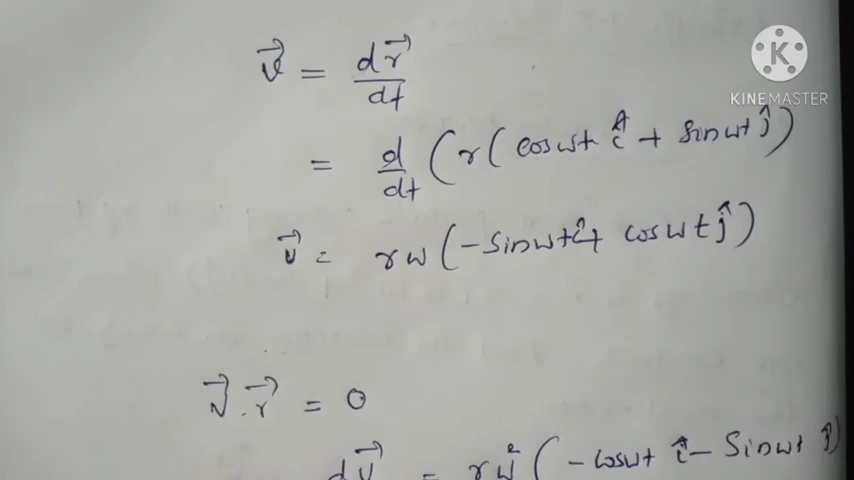 K
KINEMASTER
v⃗ = dr⃗/dt
= d/dt (r(cosωt î + sinωt ĵ)
v⃗ = rω(-sinωt î + cosωt ĵ)
v⃗ . r⃗ = 0
dv⃗ = rω²(-cosωt î - sinωt ĵ)